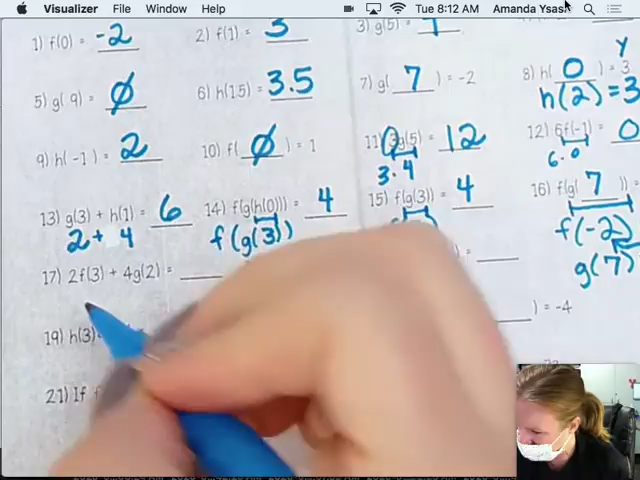 Visualizer File Window Help Tue 8:12 AM Amanda Ysas
1) f(0) = -2
2) f(1) = 3
3) g(5) =
5) g( 9) = Ø
6) h(1.5) = 3.5
7) g( 7 ) = -2
8) h( 0 ) = 3
y
h(2) = 3
9) h( -1) = 2
10) f( Ø ) = 1
3g(5) = 12
3 . 4
12) 6f(-1) = 0
6 . 0
13) g(3) + h(1) = 6
2 + 4
14) f(g(h(0))) = 4
f(g(3))
15) f(g(3)) = 4
16) f(g( 7 )) =
f(-2)
g(7)
17) 2f(3) + 4g(2) =
) = -4
19) h(3)
21) If